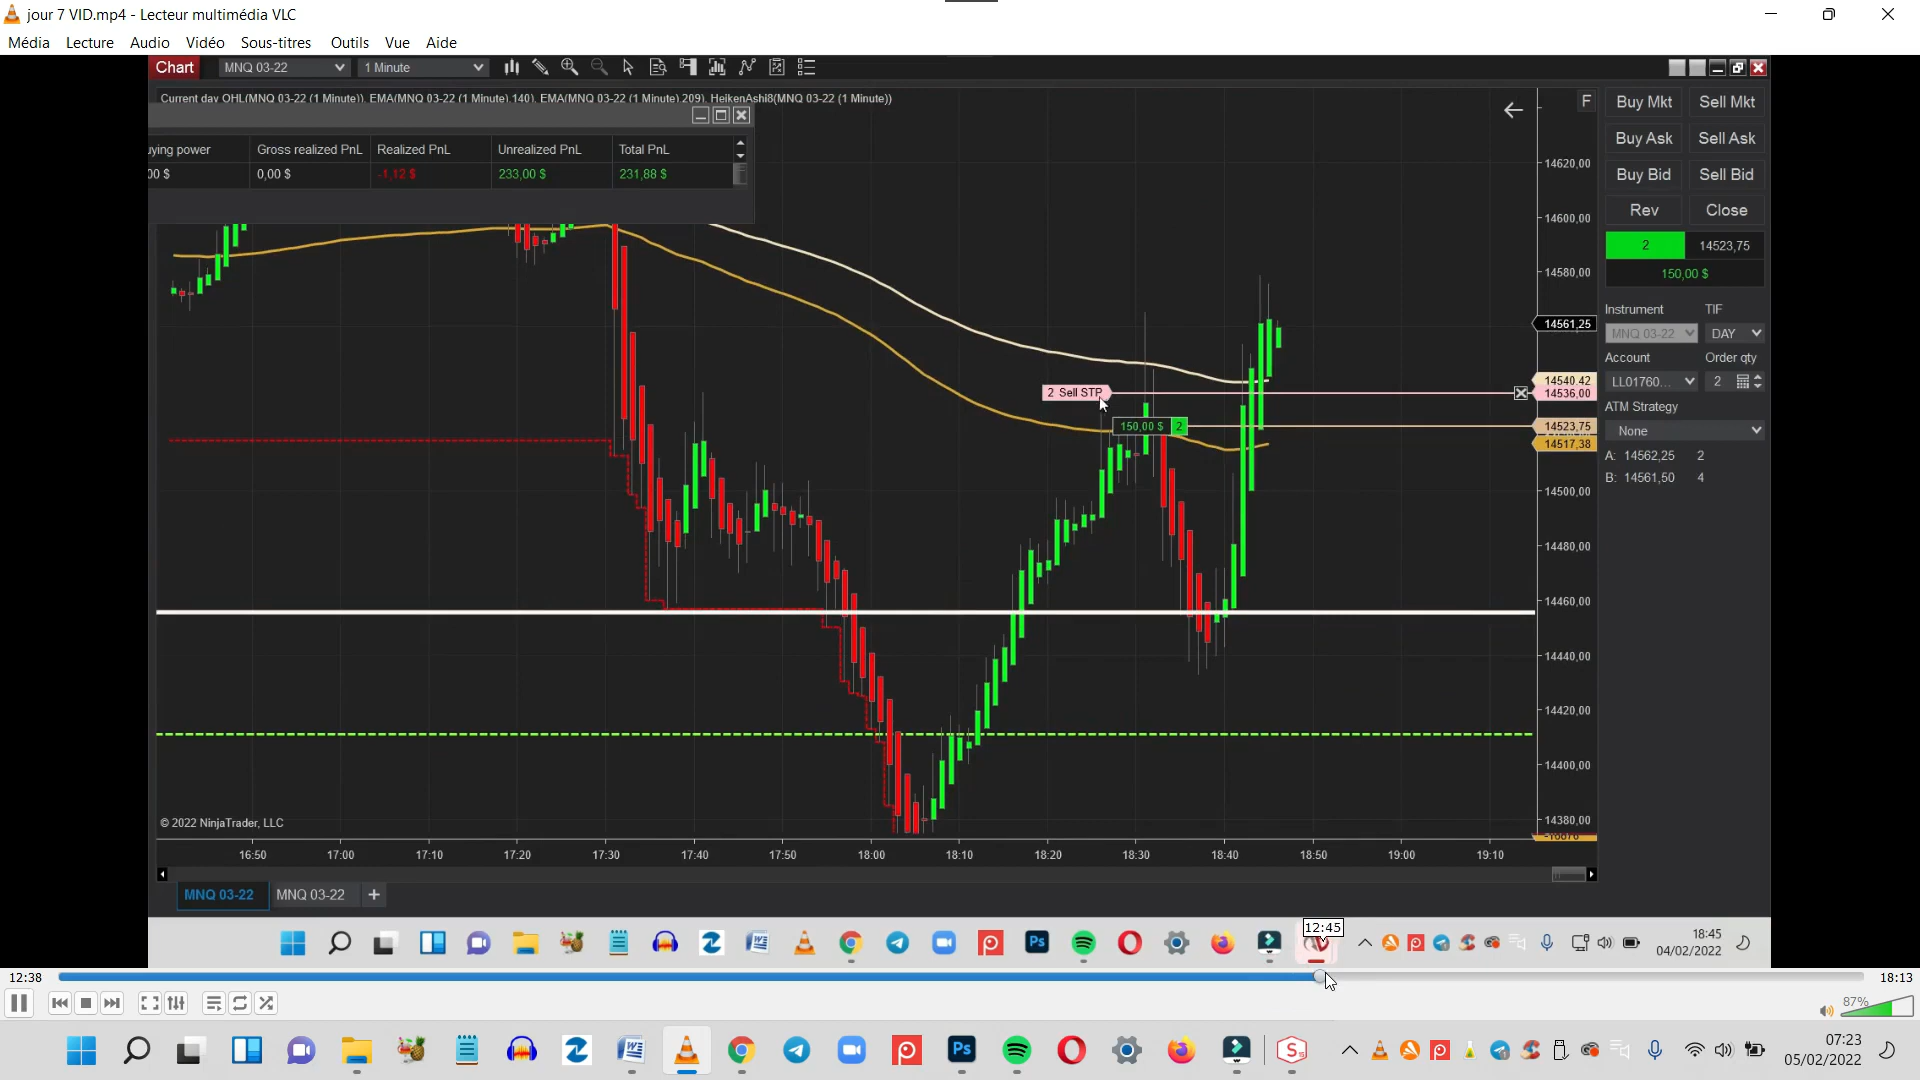 jour 7 VID.mp4 - Lecteur multimédia VLC
Média Lecture Audio Vidéo Sous-titres Outils Vue Aide
Chart MNQ 03-22 1 Minute
Current day OHL(MNQ 03-22 (1 Minute)), EMA(MNQ 03-22 (1 Minute),140), EMA(MNQ 03-22 (1 Minute),209), HeikenAshi8(MNQ 03-22 (1 Minute))
F
Buy Mkt Sell Mkt
Buy Ask Sell Ask
Buy Bid Sell Bid
Rev Close
2 14523,75
150,00 $
Instrument TIF
MNQ 03-22 DAY
Account Order qty
LL01760... 2
ATM Strategy
None
A: 14562,25 2
B: 14561,50 4
uying power Gross realized PnL Realized PnL Unrealized PnL Total PnL
00 $ 0,00 $ -1,12 $ 233,00 $ 231,88 $
14620,00
14600,00
14580,00
14561,25
14540,42
14536,00
14523,75
14517,38
14500,00
14480,00
14460,00
14440,00
14420,00
14400,00
14380,00
2 Sell STP
150,00 $ 2
© 2022 NinjaTrader, LLC
16:50 17:00 17:10 17:20 17:30 17:40 17:50 18:00 18:10 18:20 18:30 18:40 18:50 19:00 19:10
MNQ 03-22 MNQ 03-22 +
12:45
Ps
18:45
04/02/2022
12:38 18:13
87%
Ps
07:23
05/02/2022